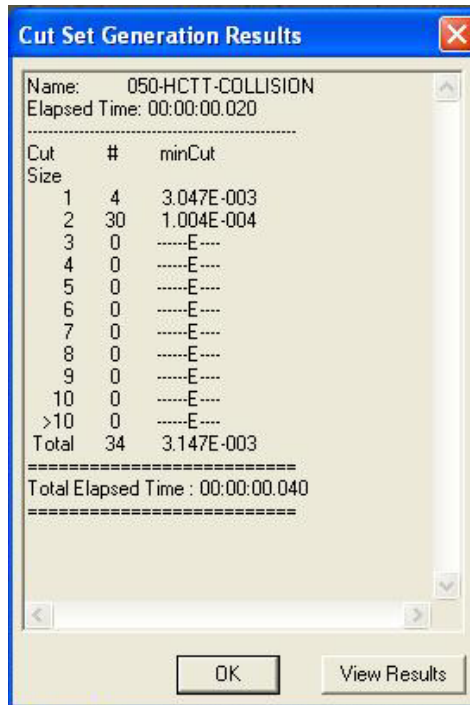 Cut Set Generation Results
Name: 050-HCTT-COLLISION
Elapsed Time: 00:00:00.020
--------------------------------------------------
Cut # minCut
Size
1 4 3.047E-003
2 30 1.004E-004
3 0 ------E----
4 0 ------E----
5 0 ------E----
6 0 ------E----
7 0 ------E----
8 0 ------E----
9 0 ------E----
10 0 ------E----
>10 0 ------E----
Total 34 3.147E-003
==========================
Total Elapsed Time : 00:00:00.040
==========================
OK View Results